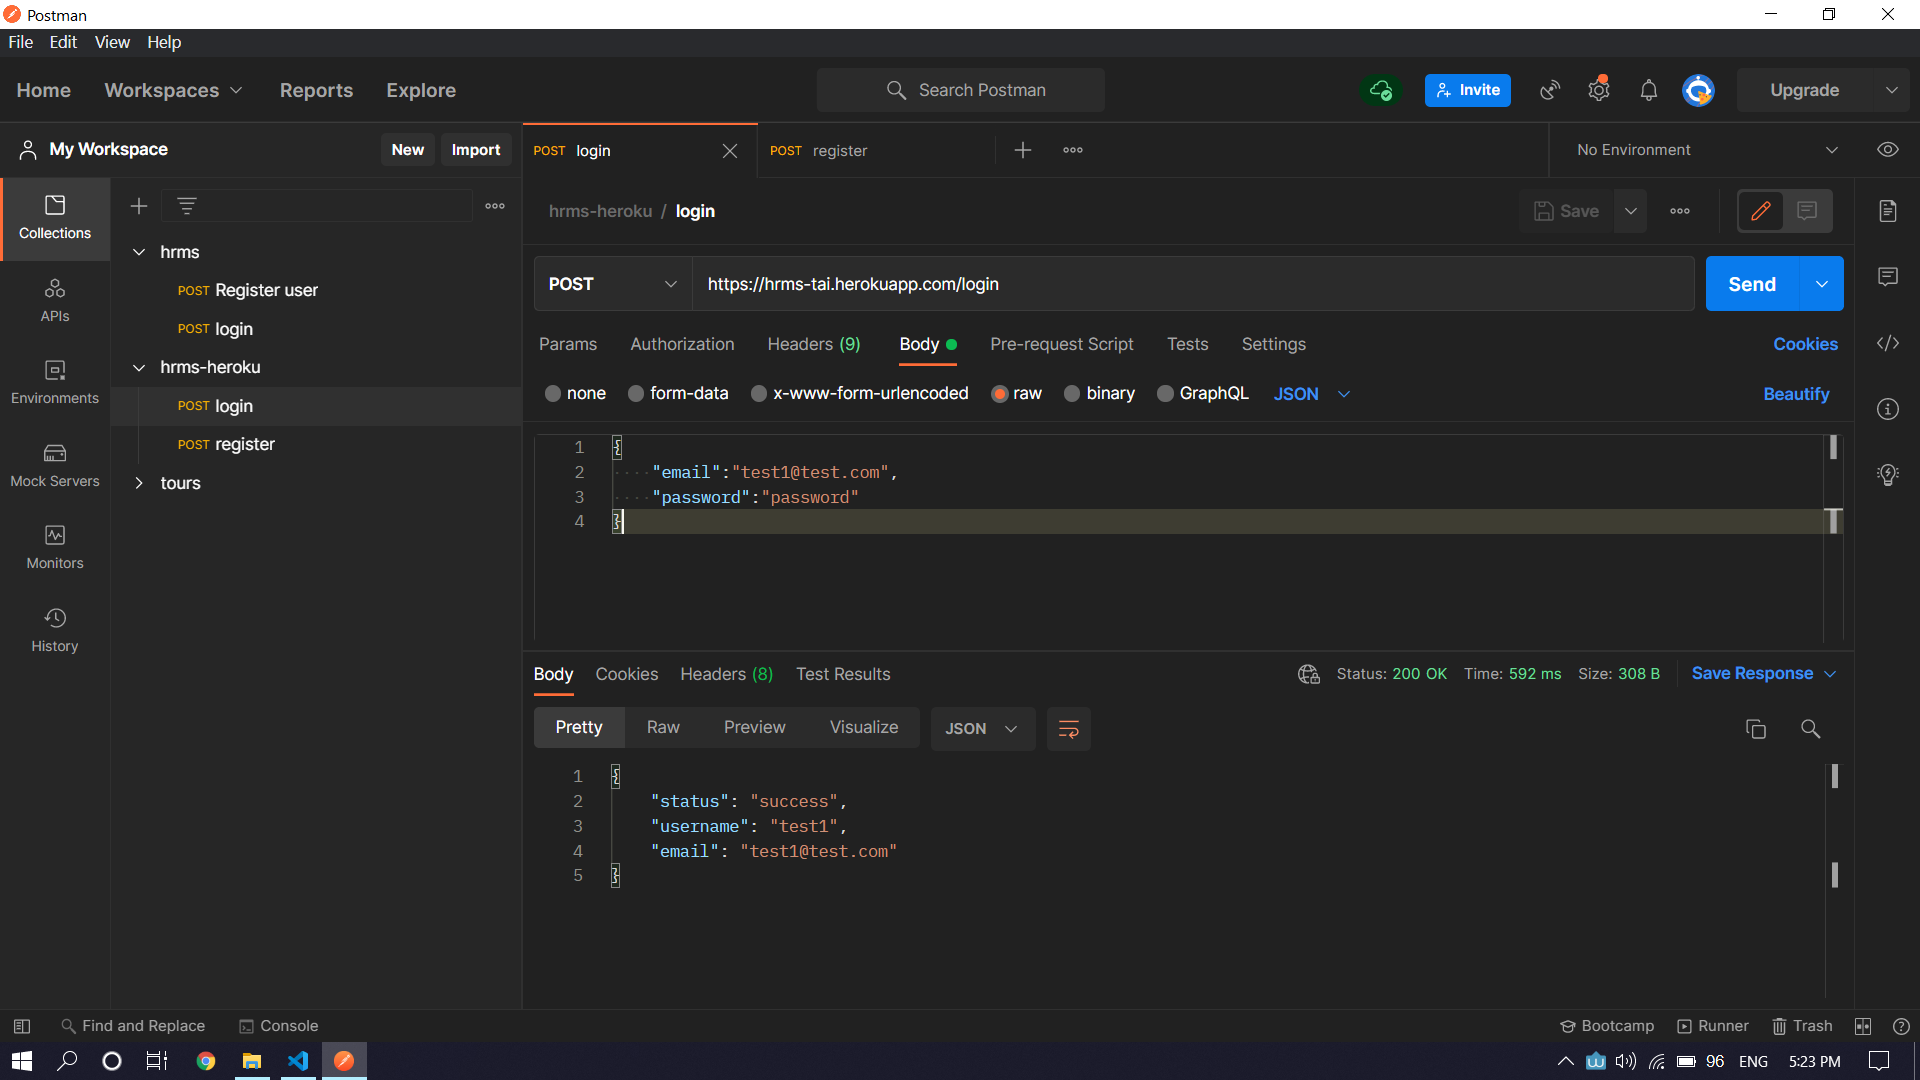 Postman
File Edit View Help
Home Workspaces Reports Explore Search Postman Invite Upgrade
My Workspace New Import POST login POST register No Environment
Collections
APIs
Environments
Mock Servers
Monitors
History
hrms
POST Register user
POST login
hrms-heroku
POST login
POST register
tours
hrms-heroku / login Save
POST https://hrms-tai.herokuapp.com/login Send
Params Authorization Headers (9) Body Pre-request Script Tests Settings Cookies
none form-data x-www-form-urlencoded raw binary GraphQL JSON Beautify
1 {
2 ····"email":"test1@test.com",
3 ····"password":"password"
4 }
Body Cookies Headers (8) Test Results Status: 200 OK Time: 592 ms Size: 308 B Save Response
Pretty Raw Preview Visualize JSON
1 {
2 "status": "success",
3 "username": "test1",
4 "email": "test1@test.com"
5 }
Find and Replace Console Bootcamp Runner Trash
96 ENG 5:23 PM